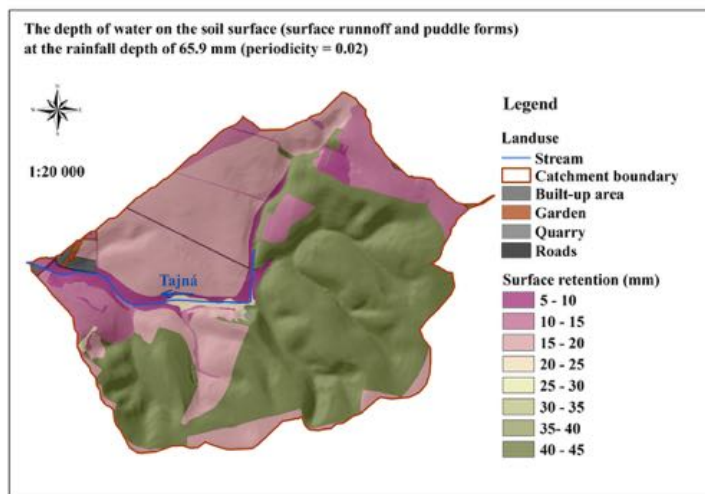 The depth of water on the soil surface (surface runnoff and puddle forms)
at the rainfall depth of 65.9 mm (periodicity = 0.02)
1:20 000
Tajná
Legend
Landuse
Stream
Catchment boundary
Built-up area
Garden
Quarry
Roads
Surface retention (mm)
5 - 10
10 - 15
15 - 20
20 - 25
25 - 30
30 - 35
35- 40
40 - 45